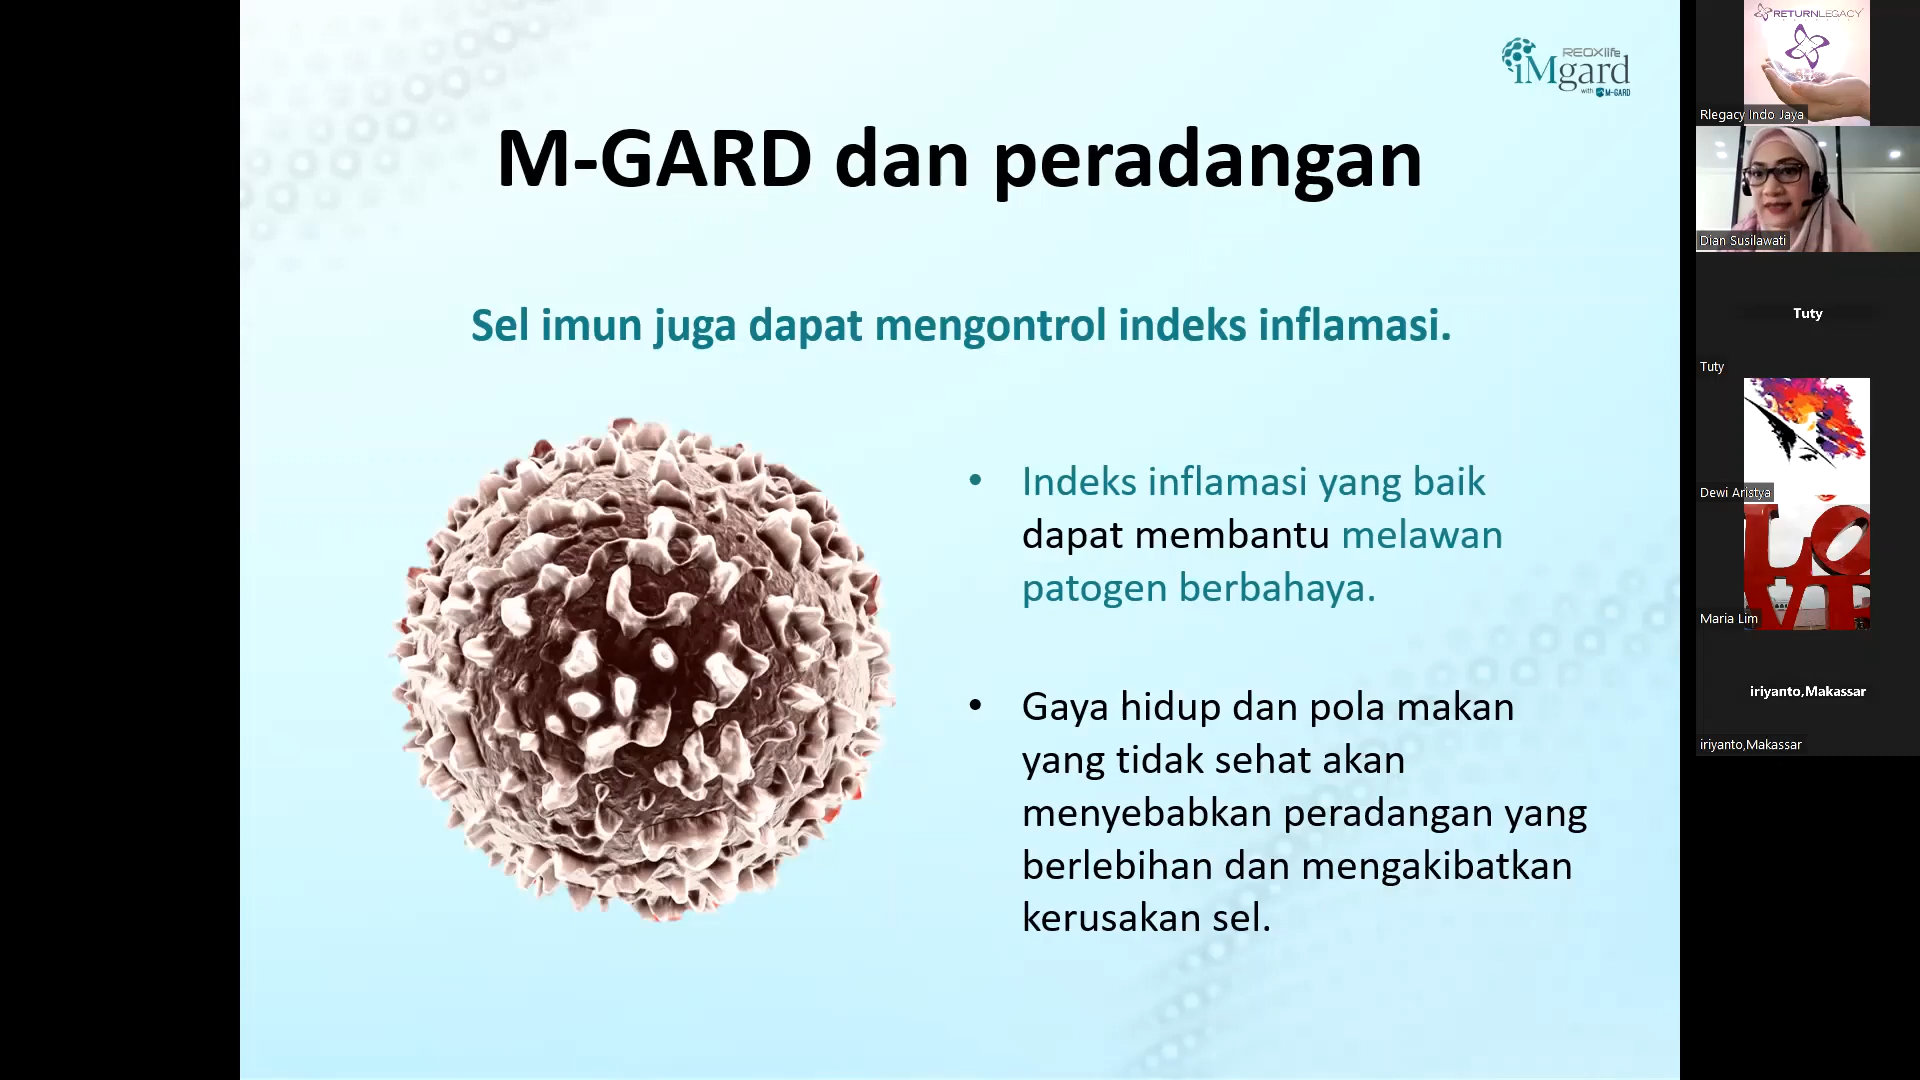 REOXlife
iMgard
with M-GARD
M-GARD dan peradangan
Sel imun juga dapat mengontrol indeks inflamasi.
• Indeks inflamasi yang baik
dapat membantu melawan
patogen berbahaya.
• Gaya hidup dan pola makan
yang tidak sehat akan
menyebabkan peradangan yang
berlebihan dan mengakibatkan
kerusakan sel.
RETURNLEGACY
Rlegacy Indo Jaya
Dian Susilawati
Tuty
Tuty
Dewi Aristya
LOVE
Maria Lim
iriyanto,Makassar
iriyanto,Makassar